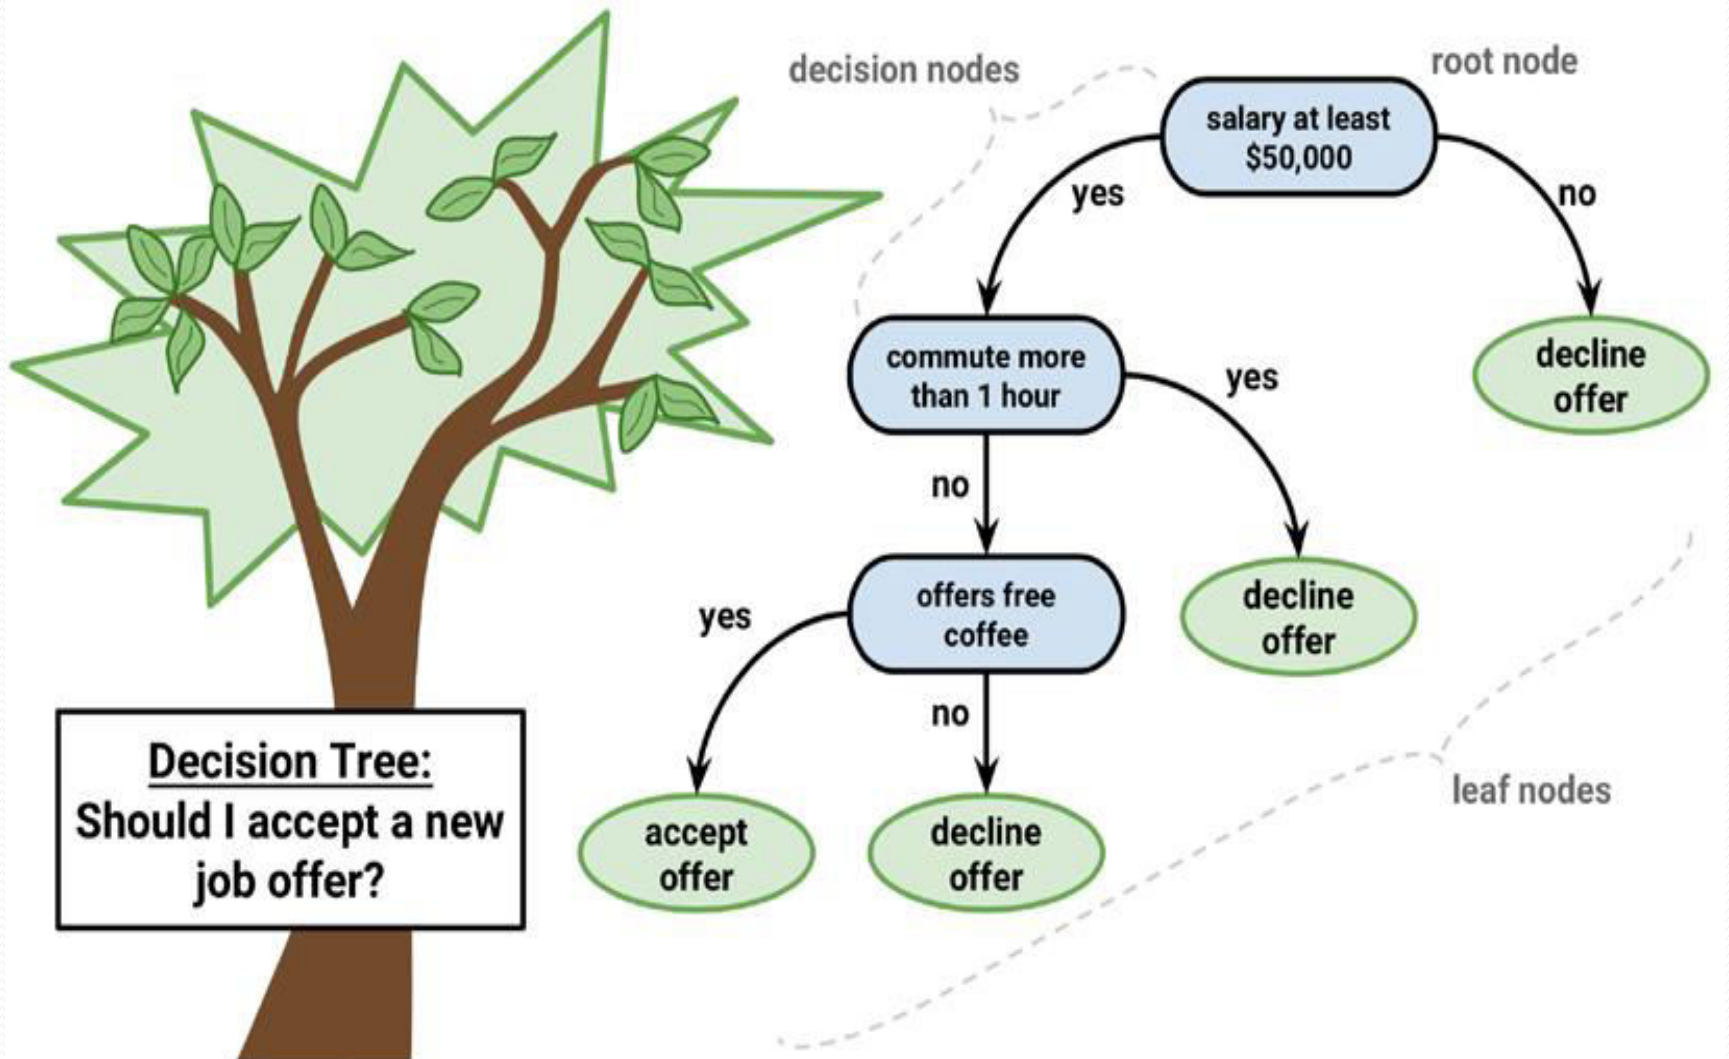 decision nodes
root node
salary at least
$50,000
yes
no
commute more
than 1 hour
yes
decline
offer
no
offers free
coffee
yes
decline
offer
no
accept
offer
decline
offer
leaf nodes
Decision Tree:
Should I accept a new
job offer?